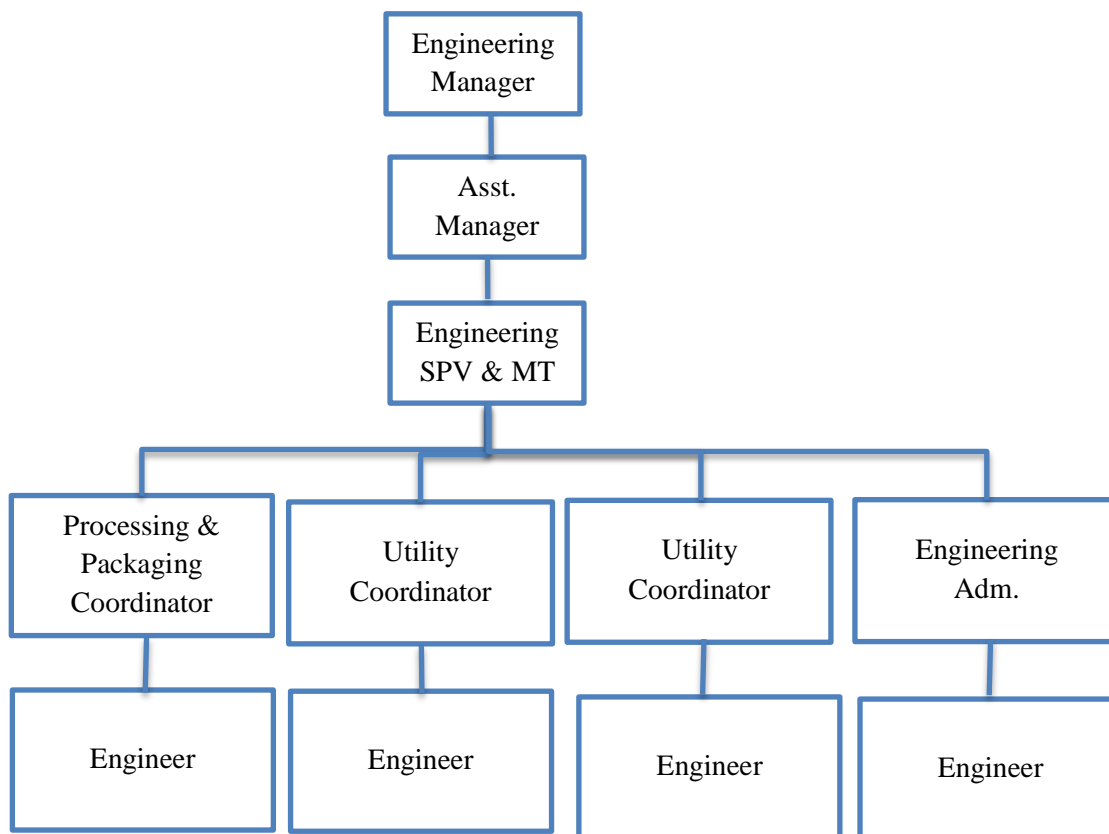 Engineering
Manager
Asst.
Manager
Engineering
SPV & MT
Processing &
Packaging
Coordinator
Utility
Coordinator
Utility
Coordinator
Engineering
Adm.
Engineer
Engineer
Engineer
Engineer